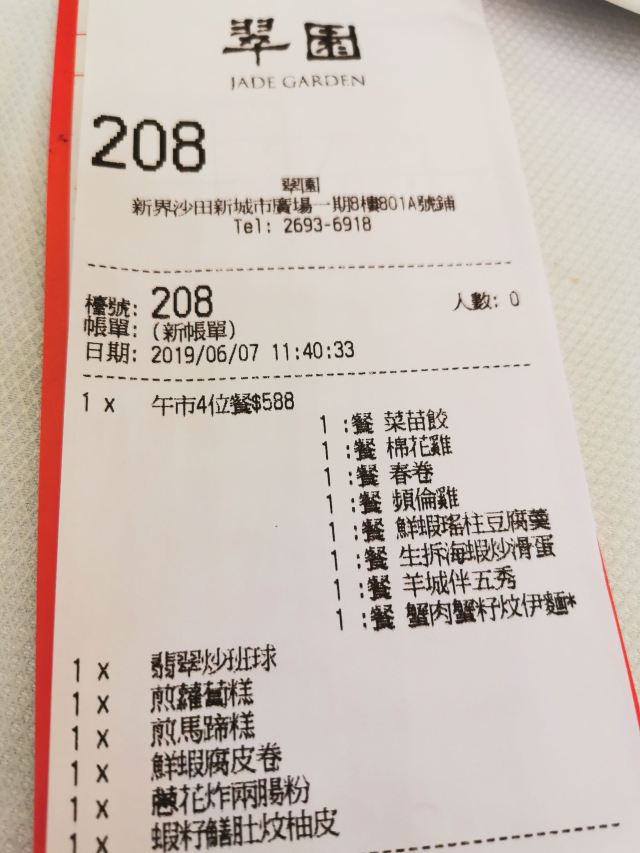 翠園
JADE GARDEN
208
翠園
新界沙田新城市廣場一期8樓801A號鋪
Tel: 2693-6918
檯號: 208 人數: 0
帳單: (新帳單)
日期: 2019/06/07 11:40:33
1 x 午市4位餐$588
1 :餐 菜苗餃
1 :餐 棉花雞
1 :餐 春卷
1 :餐 頻倫雞
1 :餐 鮮蝦瑤柱豆腐羹
1 :餐 生拆海蝦炒滑蛋
1 :餐 羊城伴五秀
1 :餐 蟹肉蟹籽炆伊麵*
1 x 翡翠炒班球
1 x 煎蘿蔔糕
1 x 煎馬蹄糕
1 x 鮮蝦腐皮卷
1 x 蔥花炸兩腸粉
1 x 蝦籽鱔肚炆柚皮